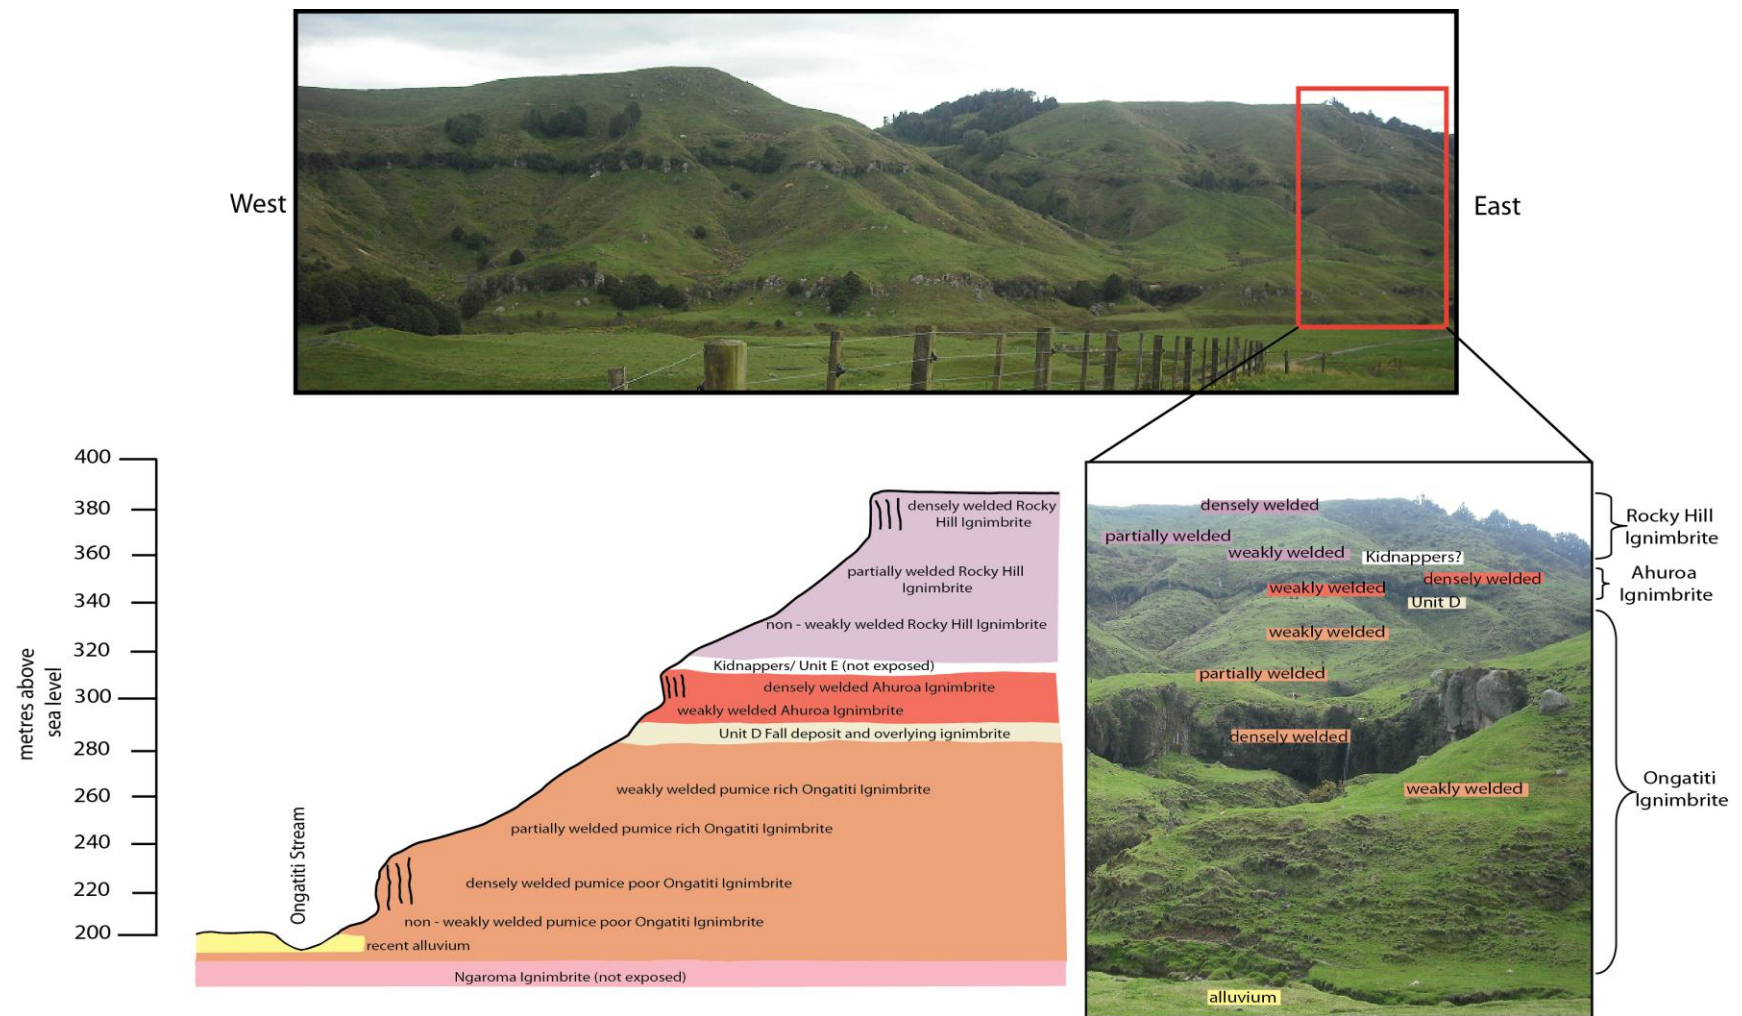 West
East
400
380
360
340
320
300
280
260
240
220
200
metres above
sea level
Ongatiti Stream
densely welded Rocky
Hill Ignimbrite
partially welded Rocky Hill
Ignimbrite
non - weakly welded Rocky Hill Ignimbrite
Kidnappers/ Unit E (not exposed)
densely welded Ahuroa Ignimbrite
weakly welded Ahuroa Ignimbrite
Unit D Fall deposit and overlying ignimbrite
weakly welded pumice rich Ongatiti Ignimbrite
partially welded pumice rich Ongatiti Ignimbrite
densely welded pumice poor Ongatiti Ignimbrite
non - weakly welded pumice poor Ongatiti Ignimbrite
recent alluvium
Ngaroma Ignimbrite (not exposed)
densely welded
partially welded
weakly welded
Kidnappers?
densely welded
weakly welded
Unit D
weakly welded
partially welded
densely welded
weakly welded
alluvium
Rocky Hill
Ignimbrite
Ahuroa
Ignimbrite
Ongatiti
Ignimbrite